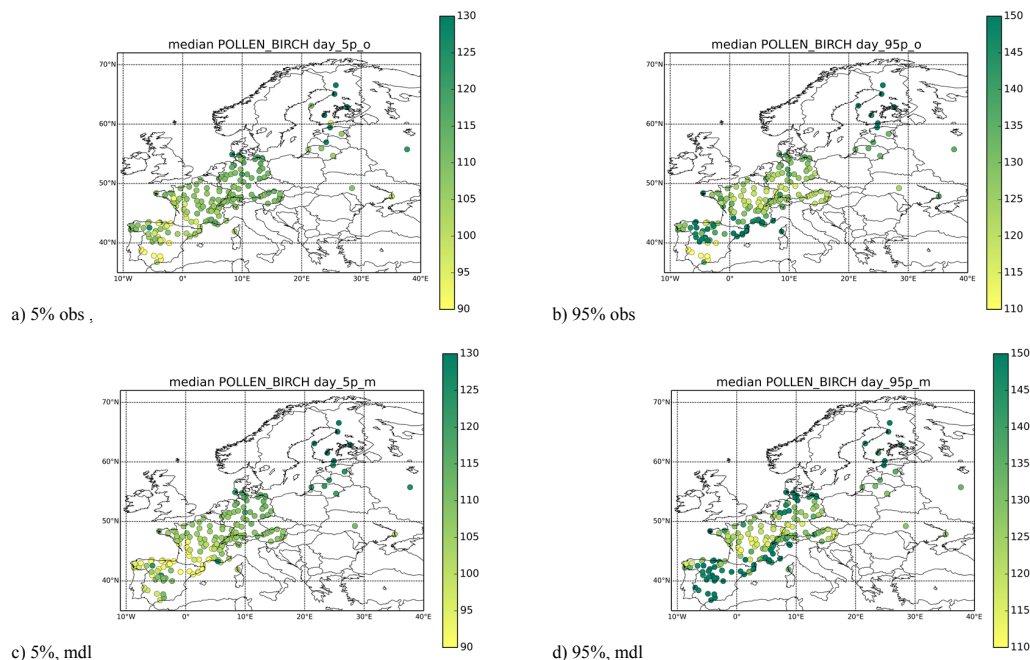 median POLLEN_BIRCH day_5p_o
130
125
120
115
110
105
100
95
90
70°N
60°N
50°N
40°N
10°W 0° 10°E 20°E 30°E 40°E
a) 5% obs ,
median POLLEN_BIRCH day_95p_o
150
145
140
135
130
125
120
115
110
70°N
60°N
50°N
40°N
10°W 0° 10°E 20°E 30°E 40°E
b) 95% obs
median POLLEN_BIRCH day_5p_m
130
125
120
115
110
105
100
95
90
70°N
60°N
50°N
40°N
10°W 0° 10°E 20°E 30°E 40°E
c) 5%, mdl
median POLLEN_BIRCH day_95p_m
150
145
140
135
130
125
120
115
110
70°N
60°N
50°N
40°N
10°W 0° 10°E 20°E 30°E 40°E
d) 95%, mdl